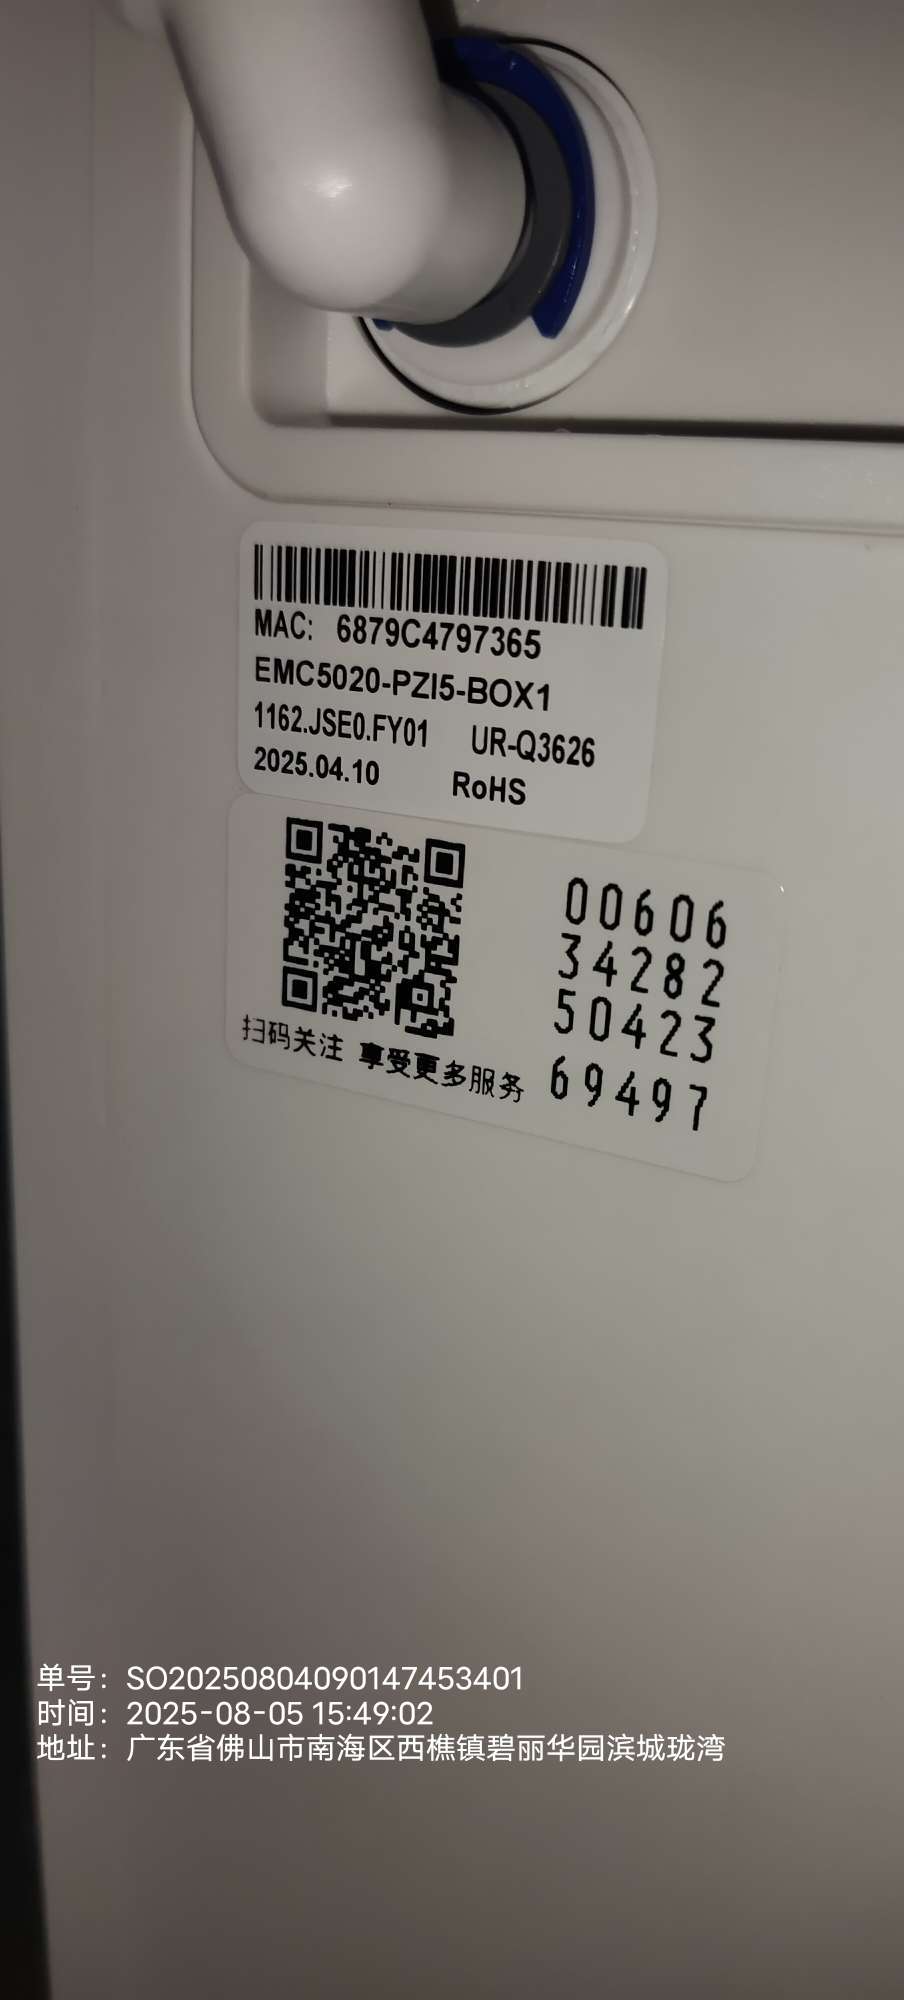 MAC: 6879C4797365
EMC5020-PZI5-BOX1
1162.JSE0.FY01 UR-Q3626
2025.04.10 RoHS
00606
34282
50423
69497
扫码关注 享受更多服务
单号：SO20250804090147453401
时间：2025-08-05 15:49:02
地址：广东省佛山市南海区西樵镇碧丽华园滨城珑湾